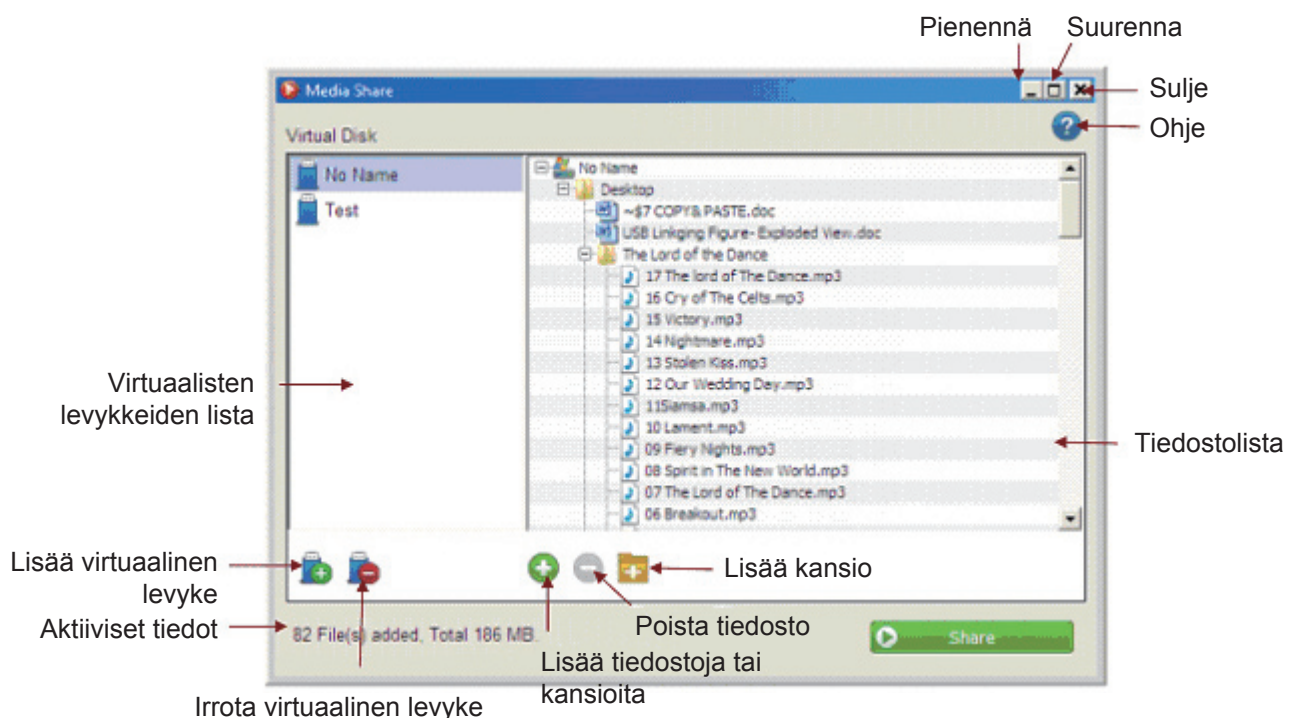 Pienennä Suurenna
Media Share
Sulje
Ohje
Virtual Disk
No Name
Test
No Name
Desktop
~$7 COPY& PASTE.doc
USB Linkging Figure- Exploded View.doc
The Lord of the Dance
17 The lord of The Dance.mp3
16 Cry of The Celts.mp3
15 Victory.mp3
14 Nightmare.mp3
13 Stolen Kiss.mp3
12 Our Wedding Day.mp3
11Siamsa.mp3
10 Lament.mp3
09 Fiery Nights.mp3
08 Spirit in The New World.mp3
07 The Lord of The Dance.mp3
06 Breakout.mp3
Virtuaalisten
levykkeiden lista
Tiedostolista
Lisää virtuaalinen
levyke
Lisää kansio
Aktiiviset tiedot
82 File(s) added, Total 186 MB.
Poista tiedosto
Share
Lisää tiedostoja tai
kansioita
Irrota virtuaalinen levyke